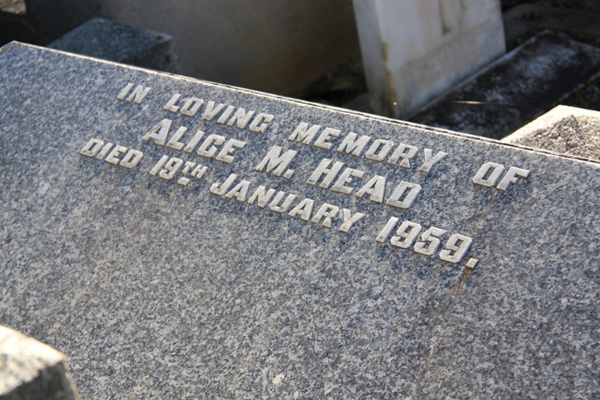 IN LOVING MEMORY OF
ALICE M. HEAD
DIED 19TH JANUARY 1959.